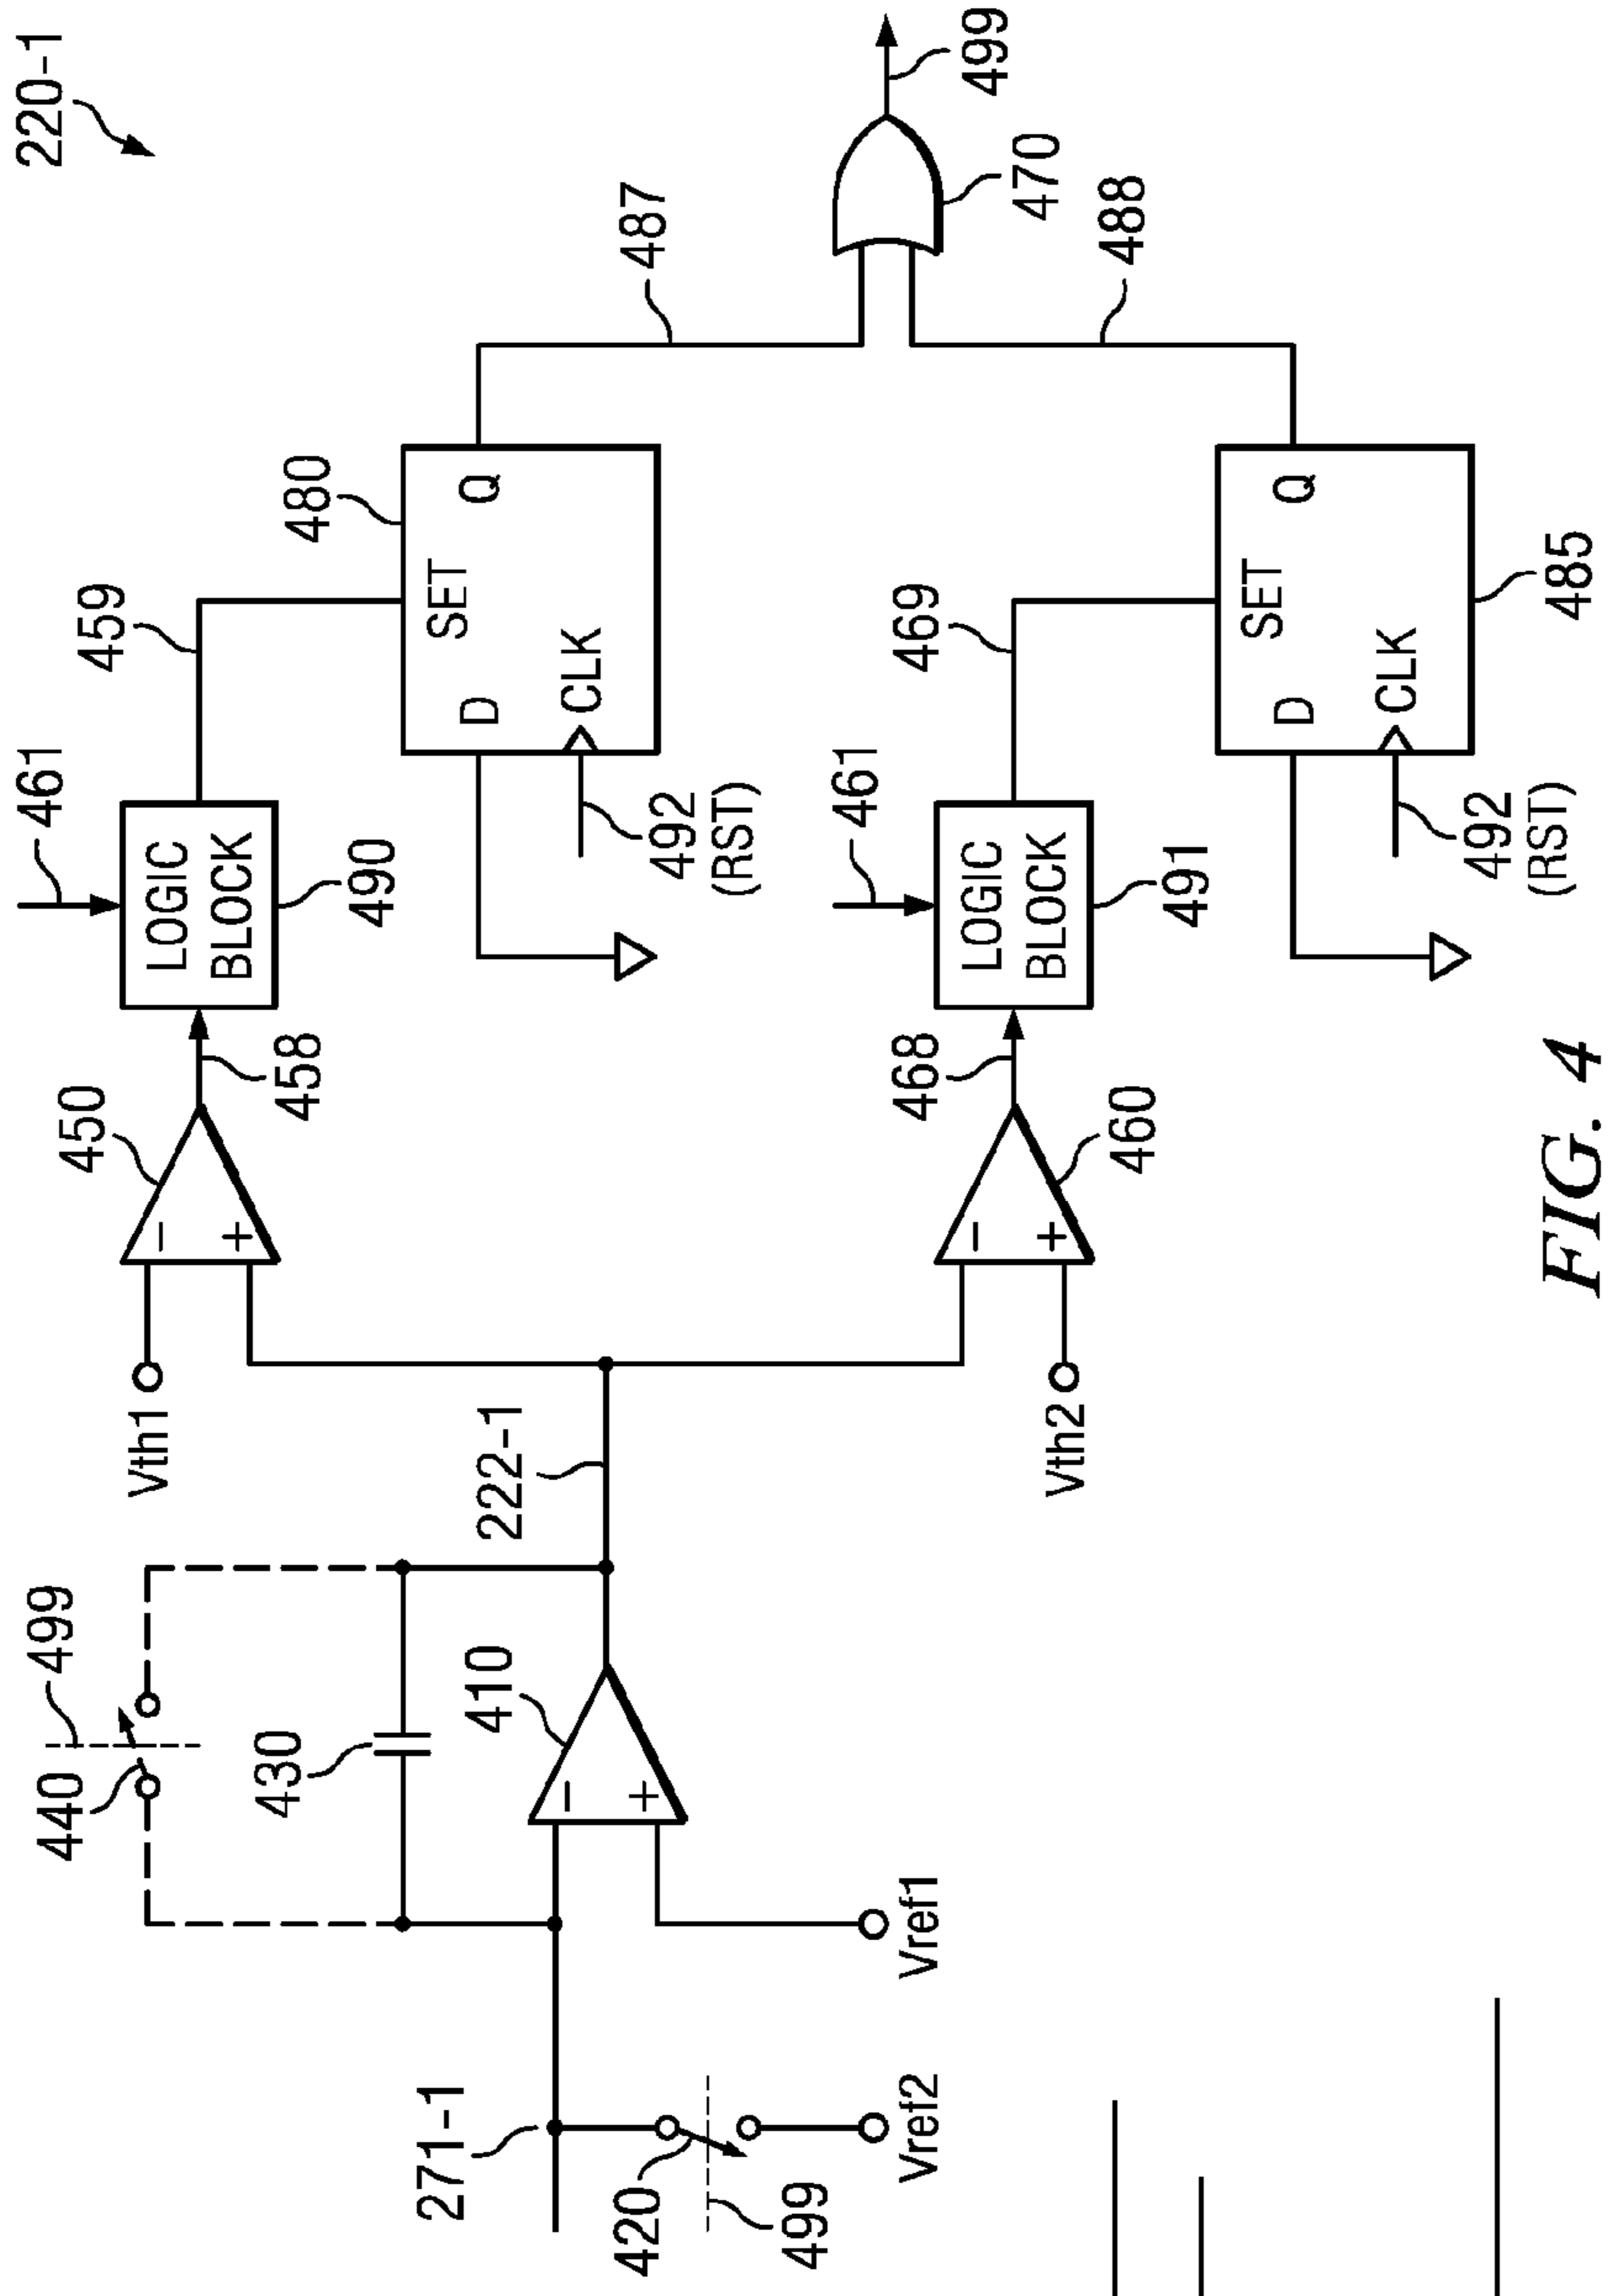 220-1
499
440
430
410
271-1
420
499
Vref2
Vref1
222-1
Vth1
Vth2
450
-
+
458
461
LOGIC
BLOCK
490
459
480
SET
D
Q
CLK
492
(RST)
487
-
+
460
-
+
468
461
LOGIC
BLOCK
491
469
485
SET
D
Q
CLK
492
(RST)
488
470
499
FIG. 4